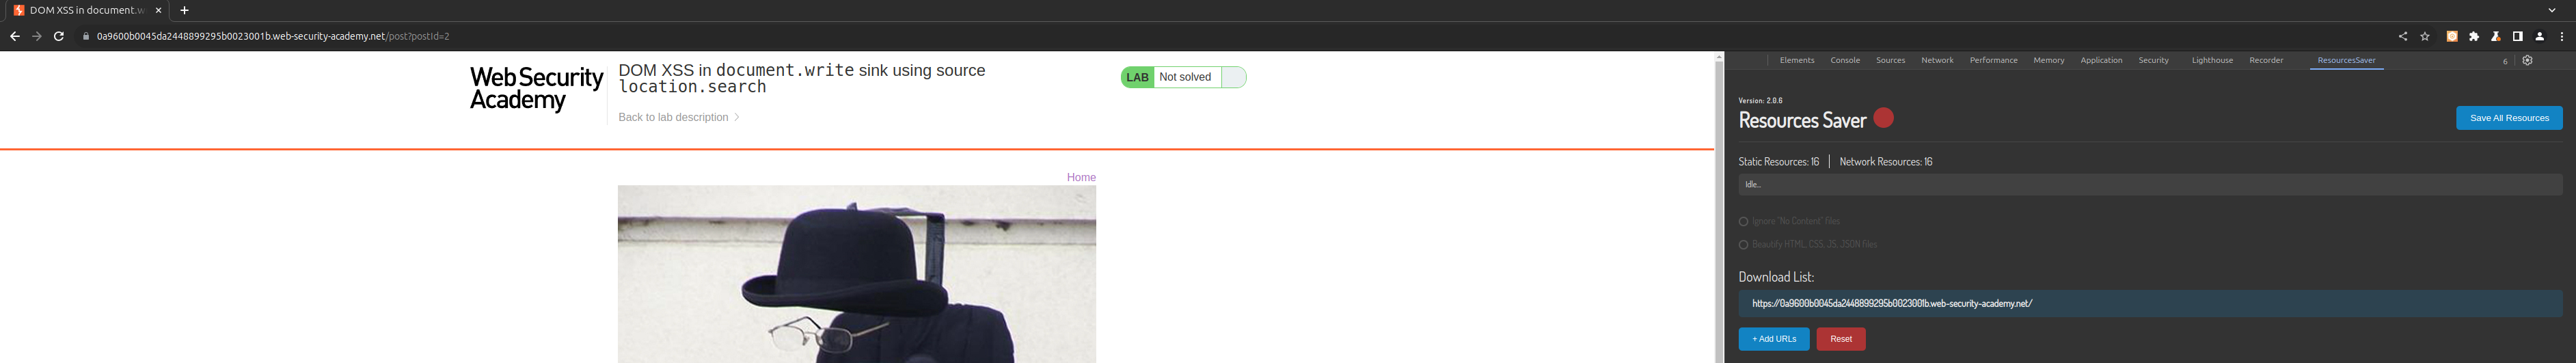 DOM XSS in document.w
0a9600b0045da2448899295b0023001b.web-security-academy.net/post?postId=2
WebSecurity
Academy
DOM XSS in document.write sink using source
location.search
Back to lab description
LAB Not solved
Home
Elements Console Sources Network Performance Memory Application Security Lighthouse Recorder ResourcesSaver 6
Version: 2.0.6
Resources Saver
Save All Resources
Static Resources: 16 Network Resources: 16
Idle...
Ignore "No Content" Files
Beautify HTML, CSS, JS, JSON Files
Download List:
https://0a9600b0045da2448899295b0023001b.web-security-academy.net/
+ Add URLs Reset